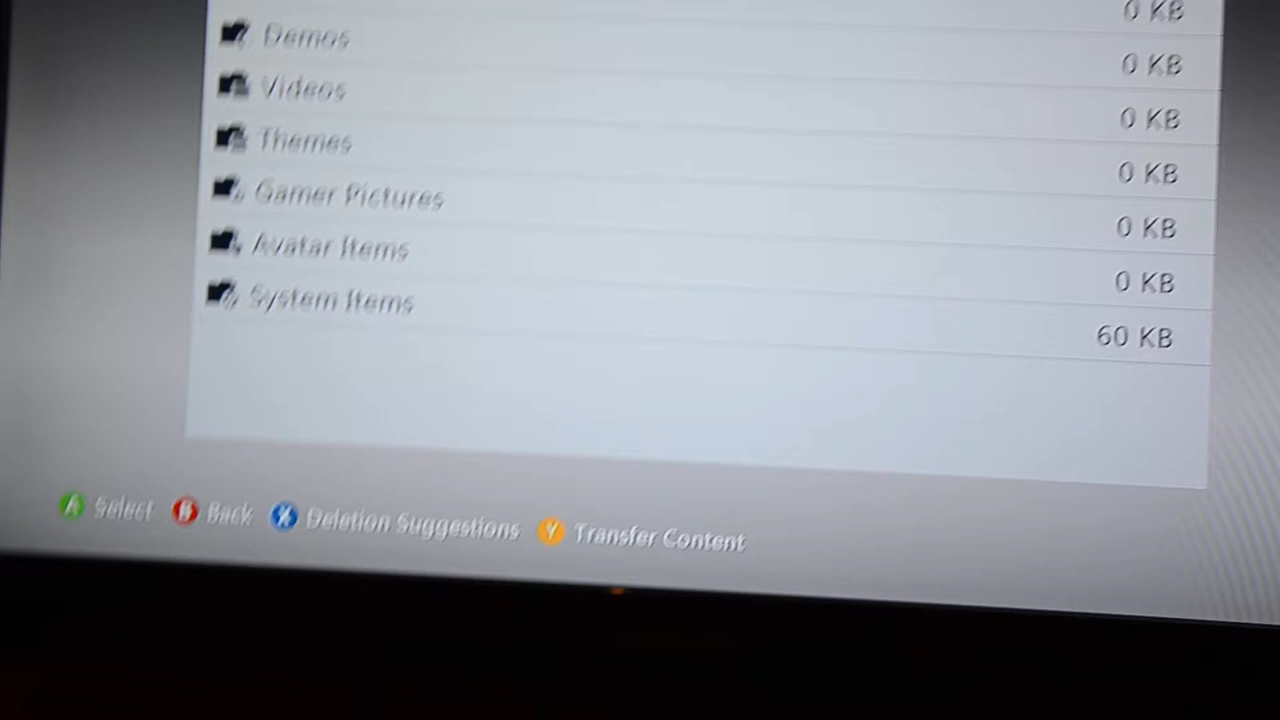 0 KB
Demos 0 KB
Videos 0 KB
Themes 0 KB
Gamer Pictures 0 KB
Avatar Items 0 KB
System Items 60 KB
A Select B Back X Deletion Suggestions Y Transfer Content